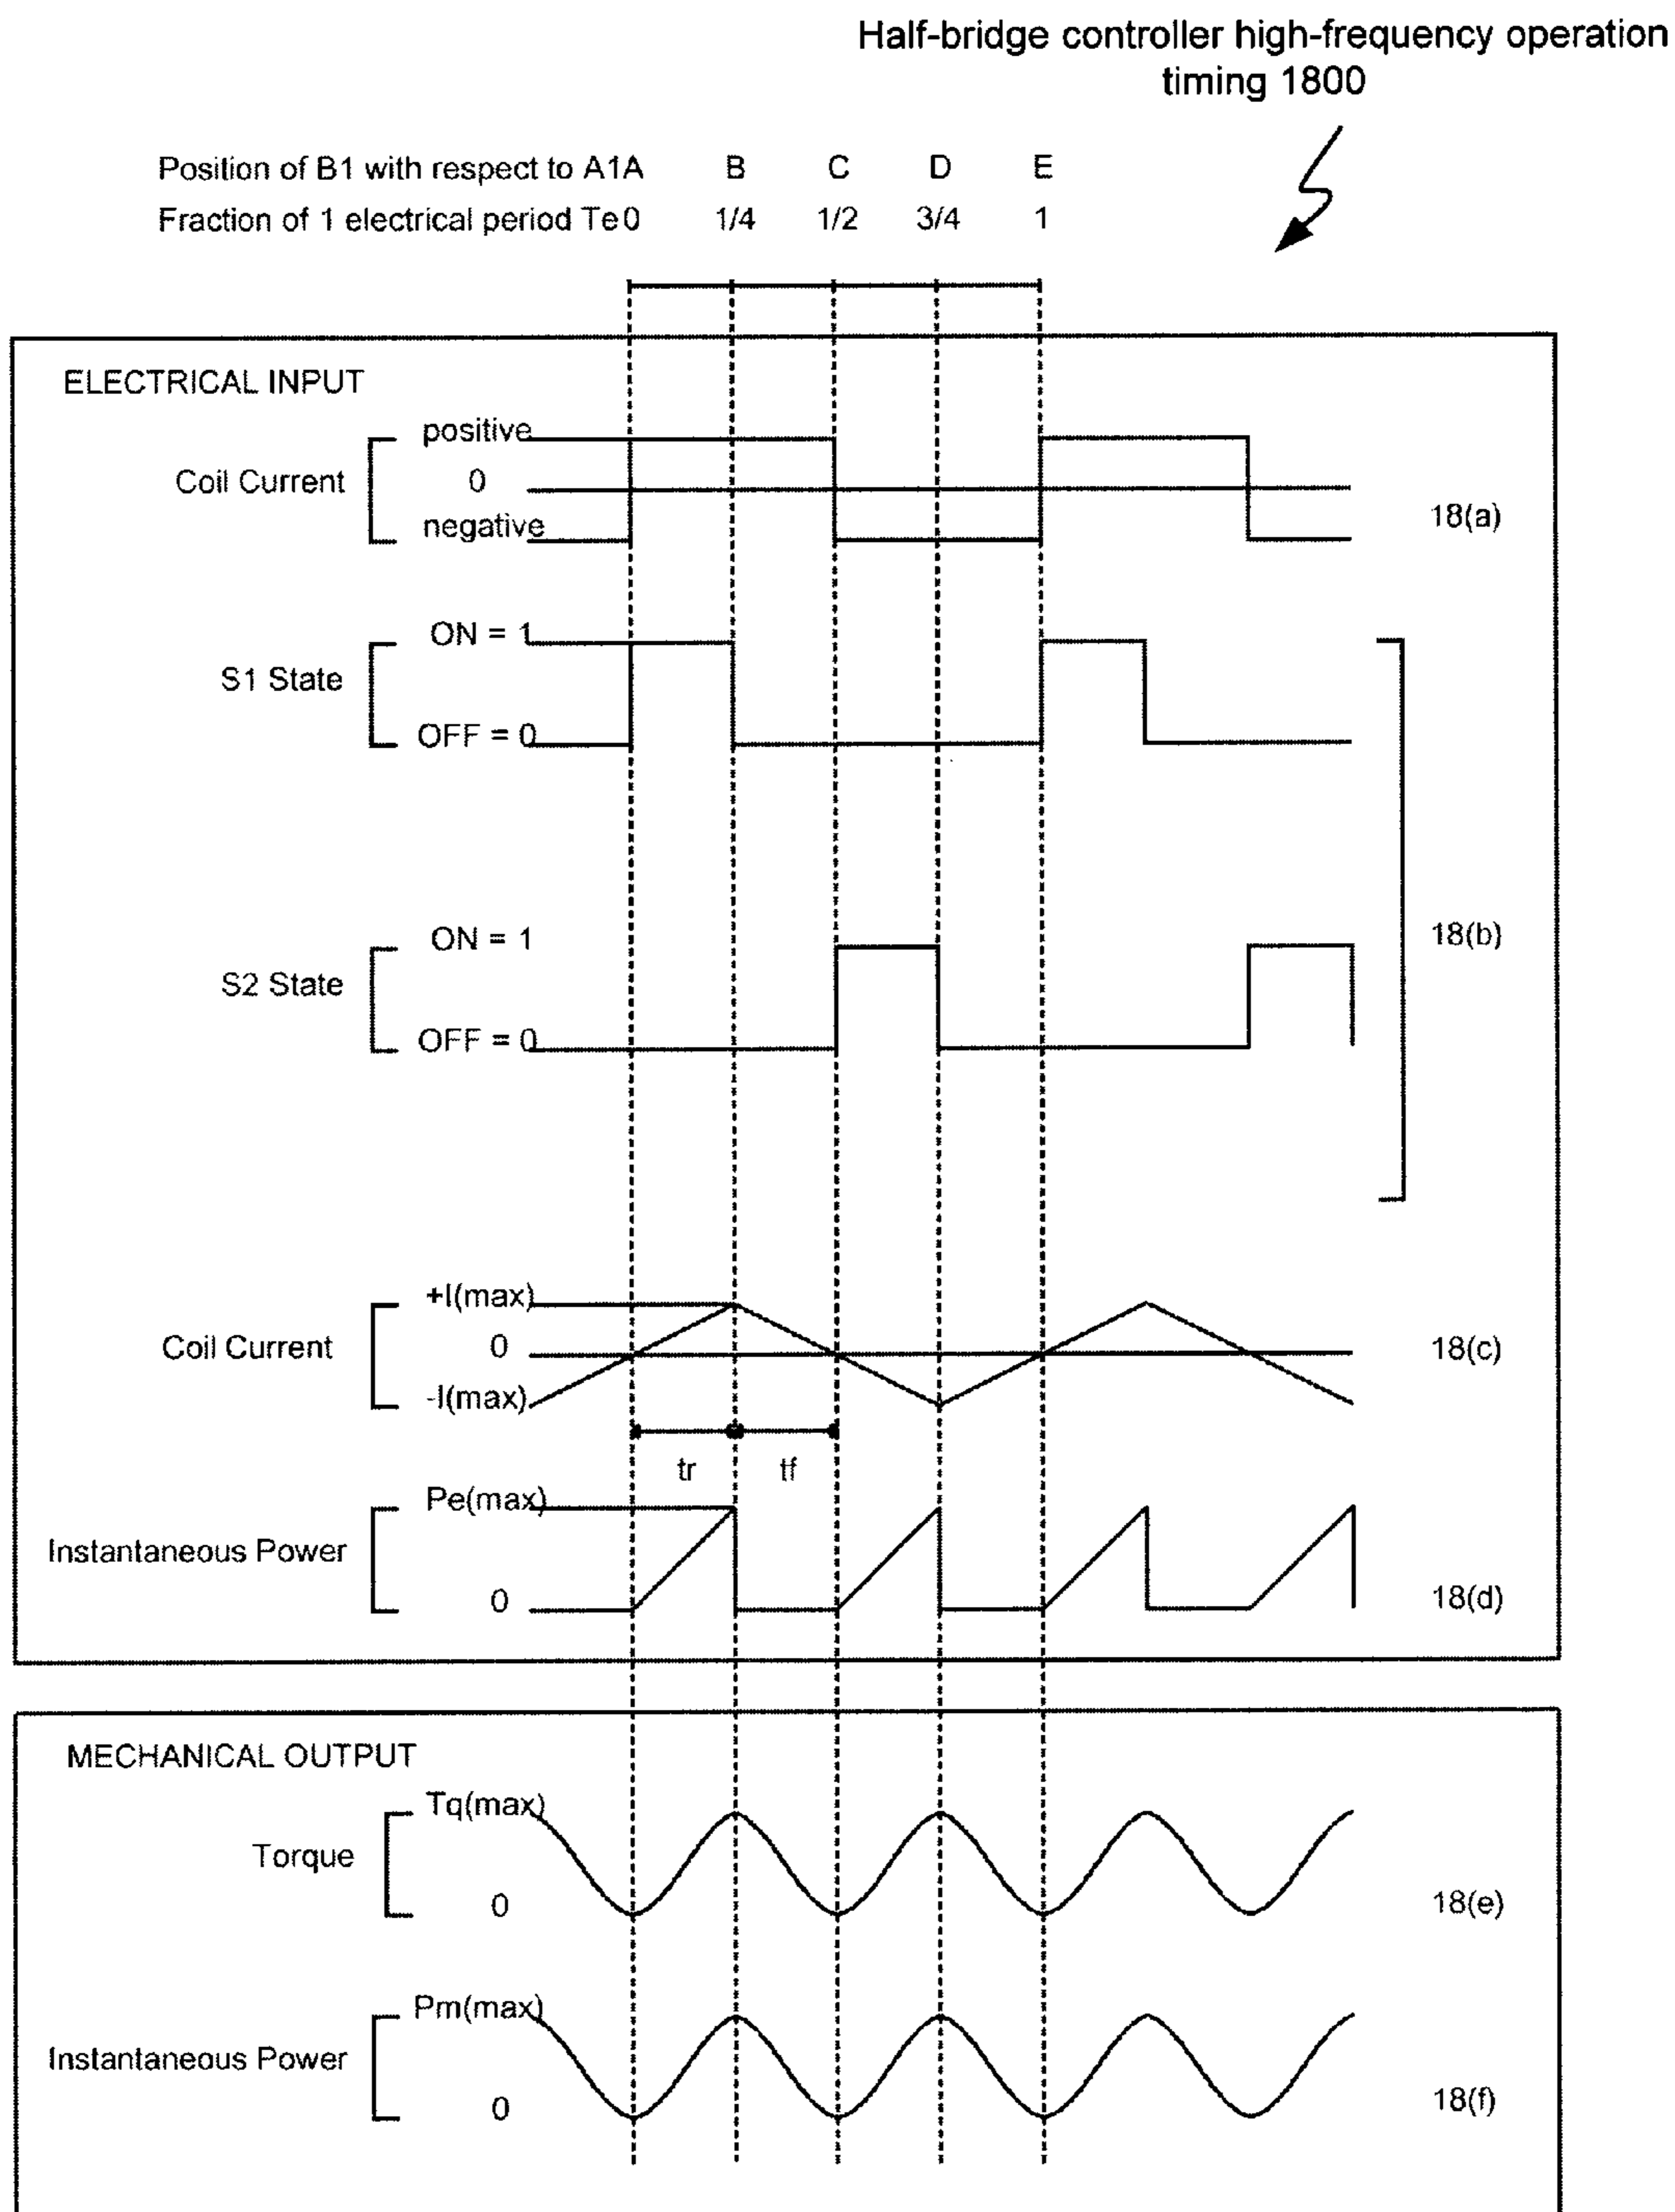 Half-bridge controller high-frequency operation
timing 1800
Position of B1 with respect to A1A B C D E
Fraction of 1 electrical period Te 0 1/4 1/2 3/4 1
ELECTRICAL INPUT
positive
Coil Current 0
negative
18(a)
ON = 1
S1 State
OFF = 0
ON = 1
18(b)
S2 State
OFF = 0
+I(max)
Coil Current 0
18(c)
-I(max)
tr tf
Pe(max)
Instantaneous Power
0
18(d)
MECHANICAL OUTPUT
Tq(max)
Torque
0
18(e)
Pm(max)
Instantaneous Power
0
18(f)